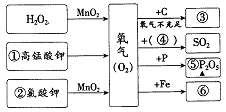 H₂O₂ MnO₂
①高锰酸钾
②氯酸钾 MnO₂
氧气
(O₂)
+C 氧气不充足 ③
+(④) SO₂
+P ⑤P₂O₅
+Fe ⑥